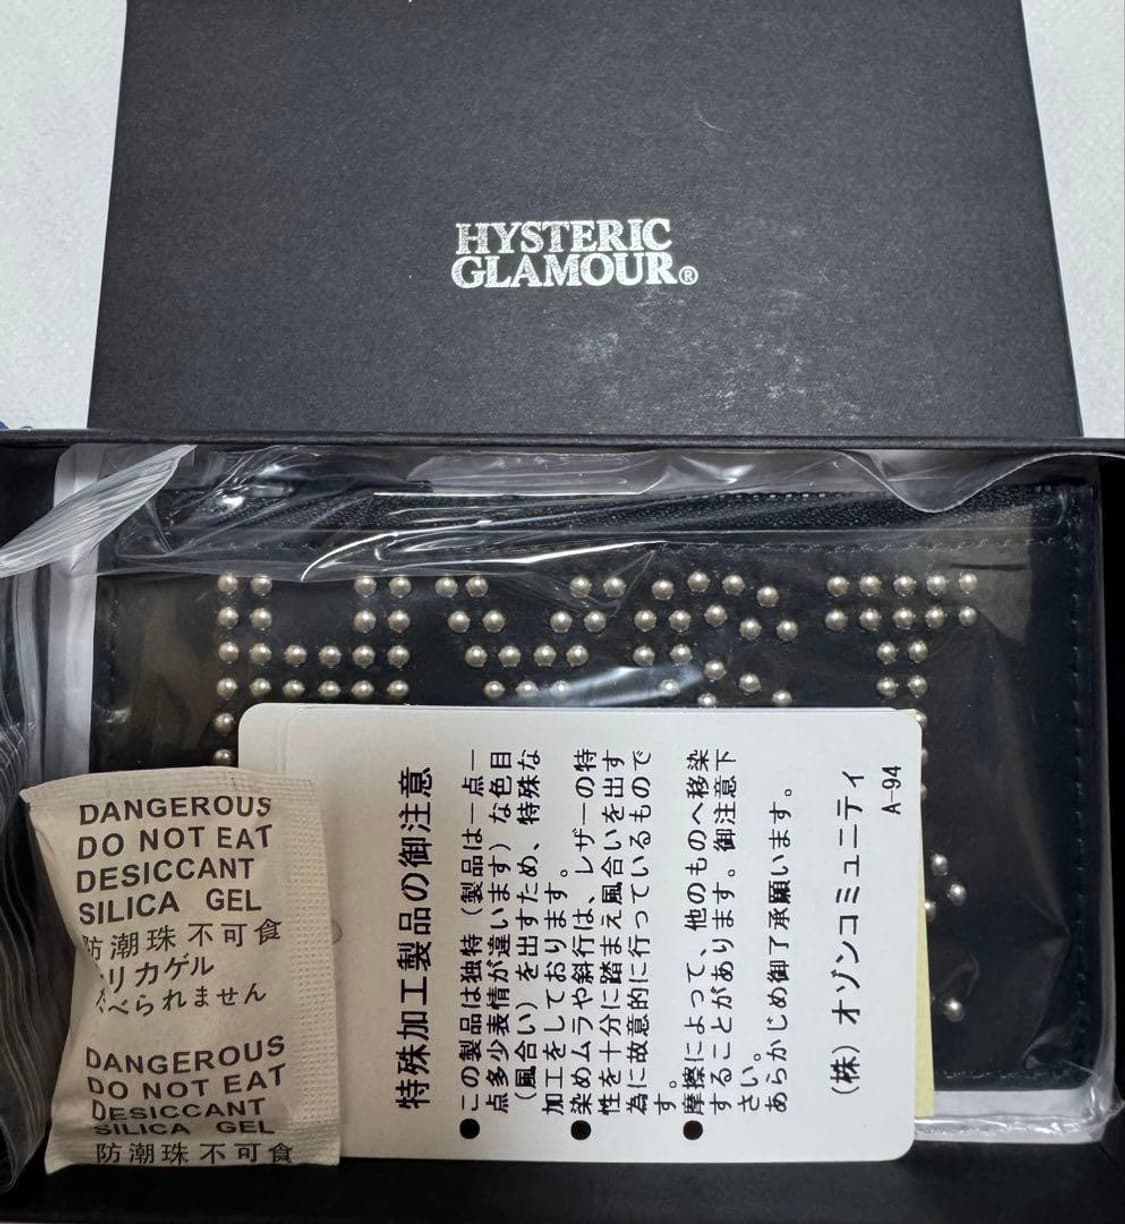 HYSTERIC
GLAMOUR®
HYST
DANGEROUS
DO NOT EAT
DESICCANT
SILICA GEL
防潮珠不可食
リカゲル
べられません
DANGEROUS
DO NOT EAT
DESICCANT
SILICA GEL
防潮珠不可食
特殊加工製品の御注意
●この製品は独特（製品は一点一
点多少表情が違います）な色目
（風合い）を出すため、特殊な
加工をしております。
●染めムラや斜行は、レザーの特
性を十分に踏まえ風合いを出す
為に故意的に行っているもので
す。
●摩擦によって、他のものへ移染
することがあります。御注意下
さい。
あらかじめ御了承願います。
（株）オゾンコミュニティ
A-94